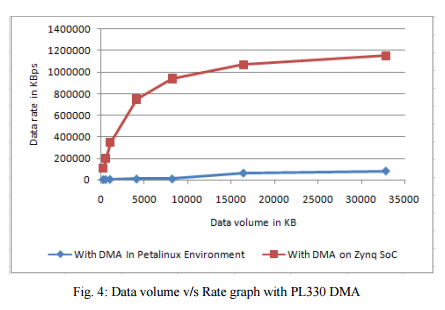 1400000
1200000
1000000
800000
600000
400000
200000
0
Data rate in KBps
0 5000 10000 15000 20000 25000 30000 35000
Data volume in KB
With DMA In Petalinux Environment With DMA on Zynq SoC
Fig. 4: Data volume v/s Rate graph with PL330 DMA